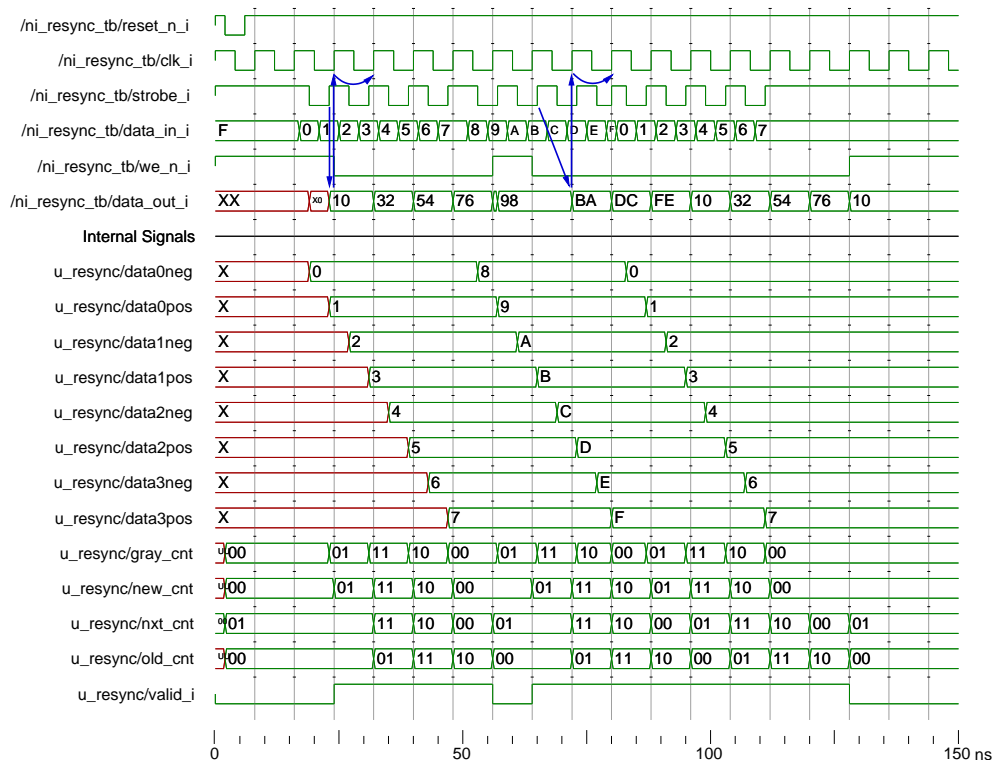 /ni_resync_tb/reset_n_i
/ni_resync_tb/clk_i
/ni_resync_tb/strobe_i
/ni_resync_tb/data_in_i F 0 1 2 3 4 5 6 7 8 9 A B C D E F 0 1 2 3 4 5 6 7
/ni_resync_tb/we_n_i
/ni_resync_tb/data_out_i XX X0 10 32 54 76 98 BA DC FE 10 32 54 76 10
Internal Signals
u_resync/data0neg X 0 8 0
u_resync/data0pos X 1 9 1
u_resync/data1neg X 2 A 2
u_resync/data1pos X 3 B 3
u_resync/data2neg X 4 C 4
u_resync/data2pos X 5 D 5
u_resync/data3neg X 6 E 6
u_resync/data3pos X 7 F 7
u_resync/gray_cnt 00 01 11 10 00 01 11 10 00 01 11 10 00
u_resync/new_cnt 00 01 11 10 00 01 11 10 01 11 10 00
u_resync/nxt_cnt 01 11 10 00 01 11 10 00 01 11 10 00 01
u_resync/old_cnt 00 01 11 10 00 01 11 10 00 01 11 10 00
u_resync/valid_i
0 50 100 150 ns